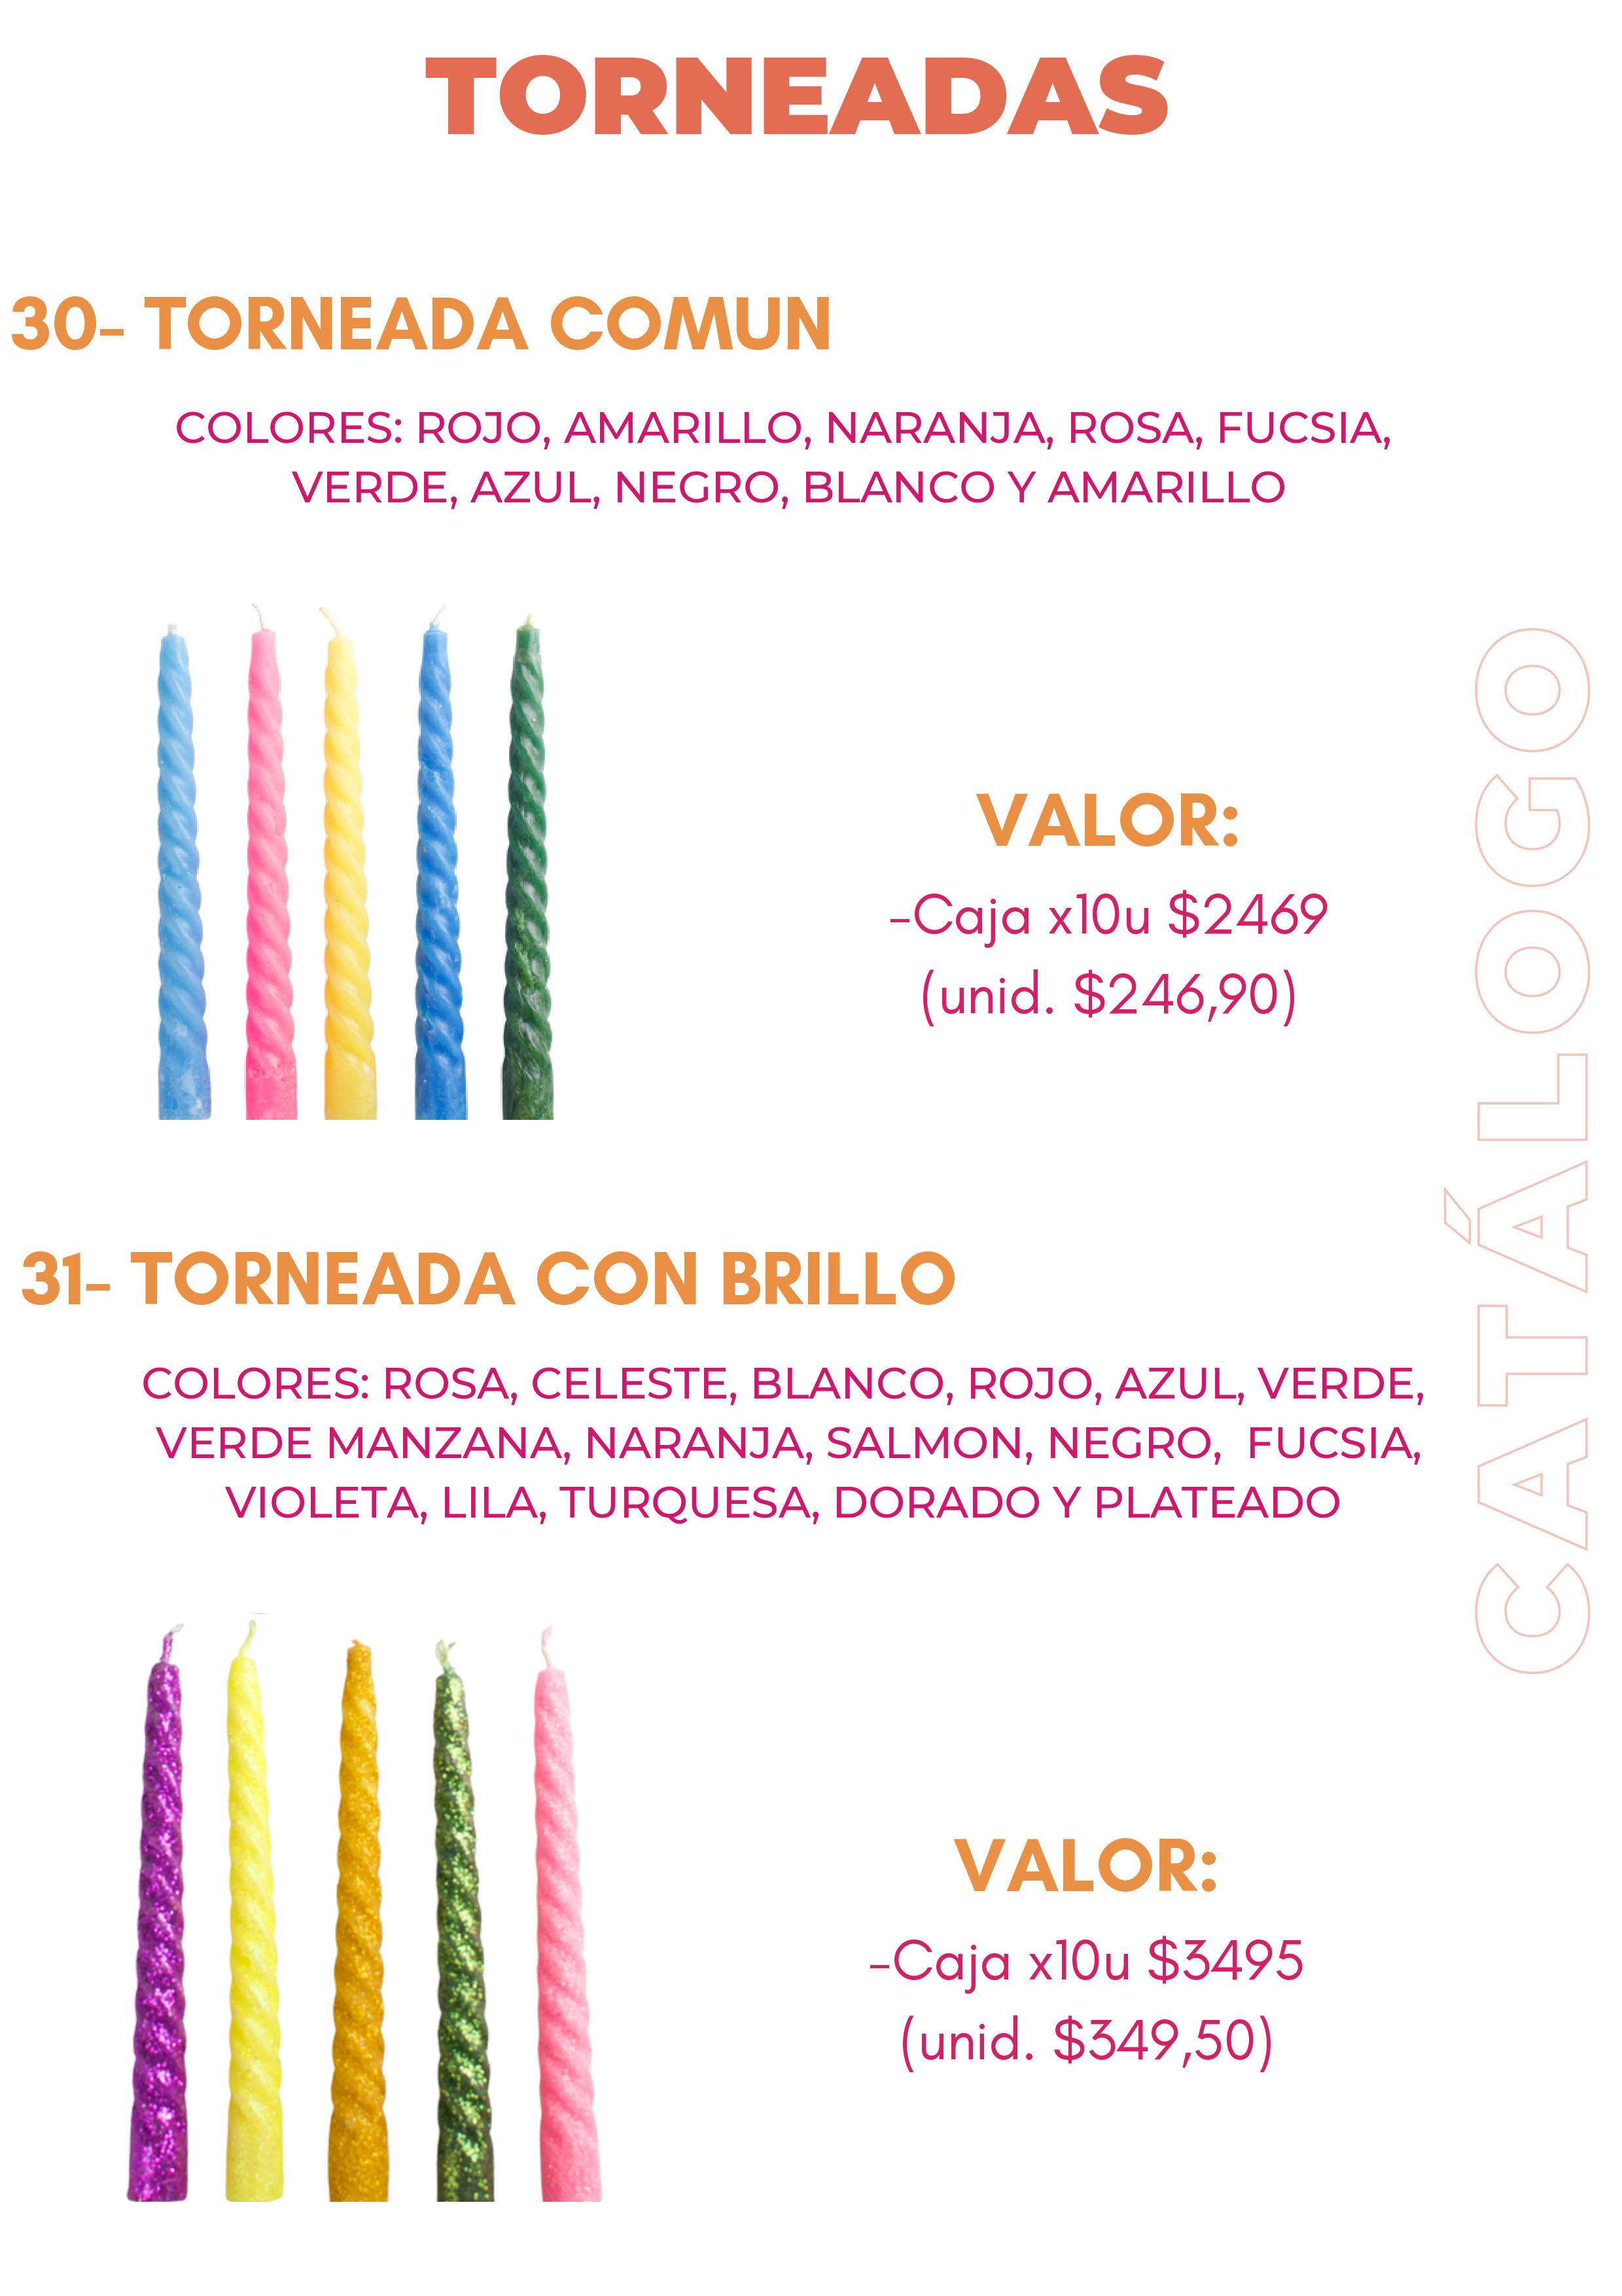 TORNEADAS
30- TORNEADA COMUN
COLORES: ROJO, AMARILLO, NARANJA, ROSA, FUCSIA,
VERDE, AZUL, NEGRO, BLANCO Y AMARILLO
VALOR:
-Caja x10u $2469
(unid. $246,90)
CATÁLOGO
31- TORNEADA CON BRILLO
COLORES: ROSA, CELESTE, BLANCO, ROJO, AZUL, VERDE,
VERDE MANZANA, NARANJA, SALMON, NEGRO,  FUCSIA,
VIOLETA, LILA, TURQUESA, DORADO Y PLATEADO
VALOR:
-Caja x10u $3495
(unid. $349,50)